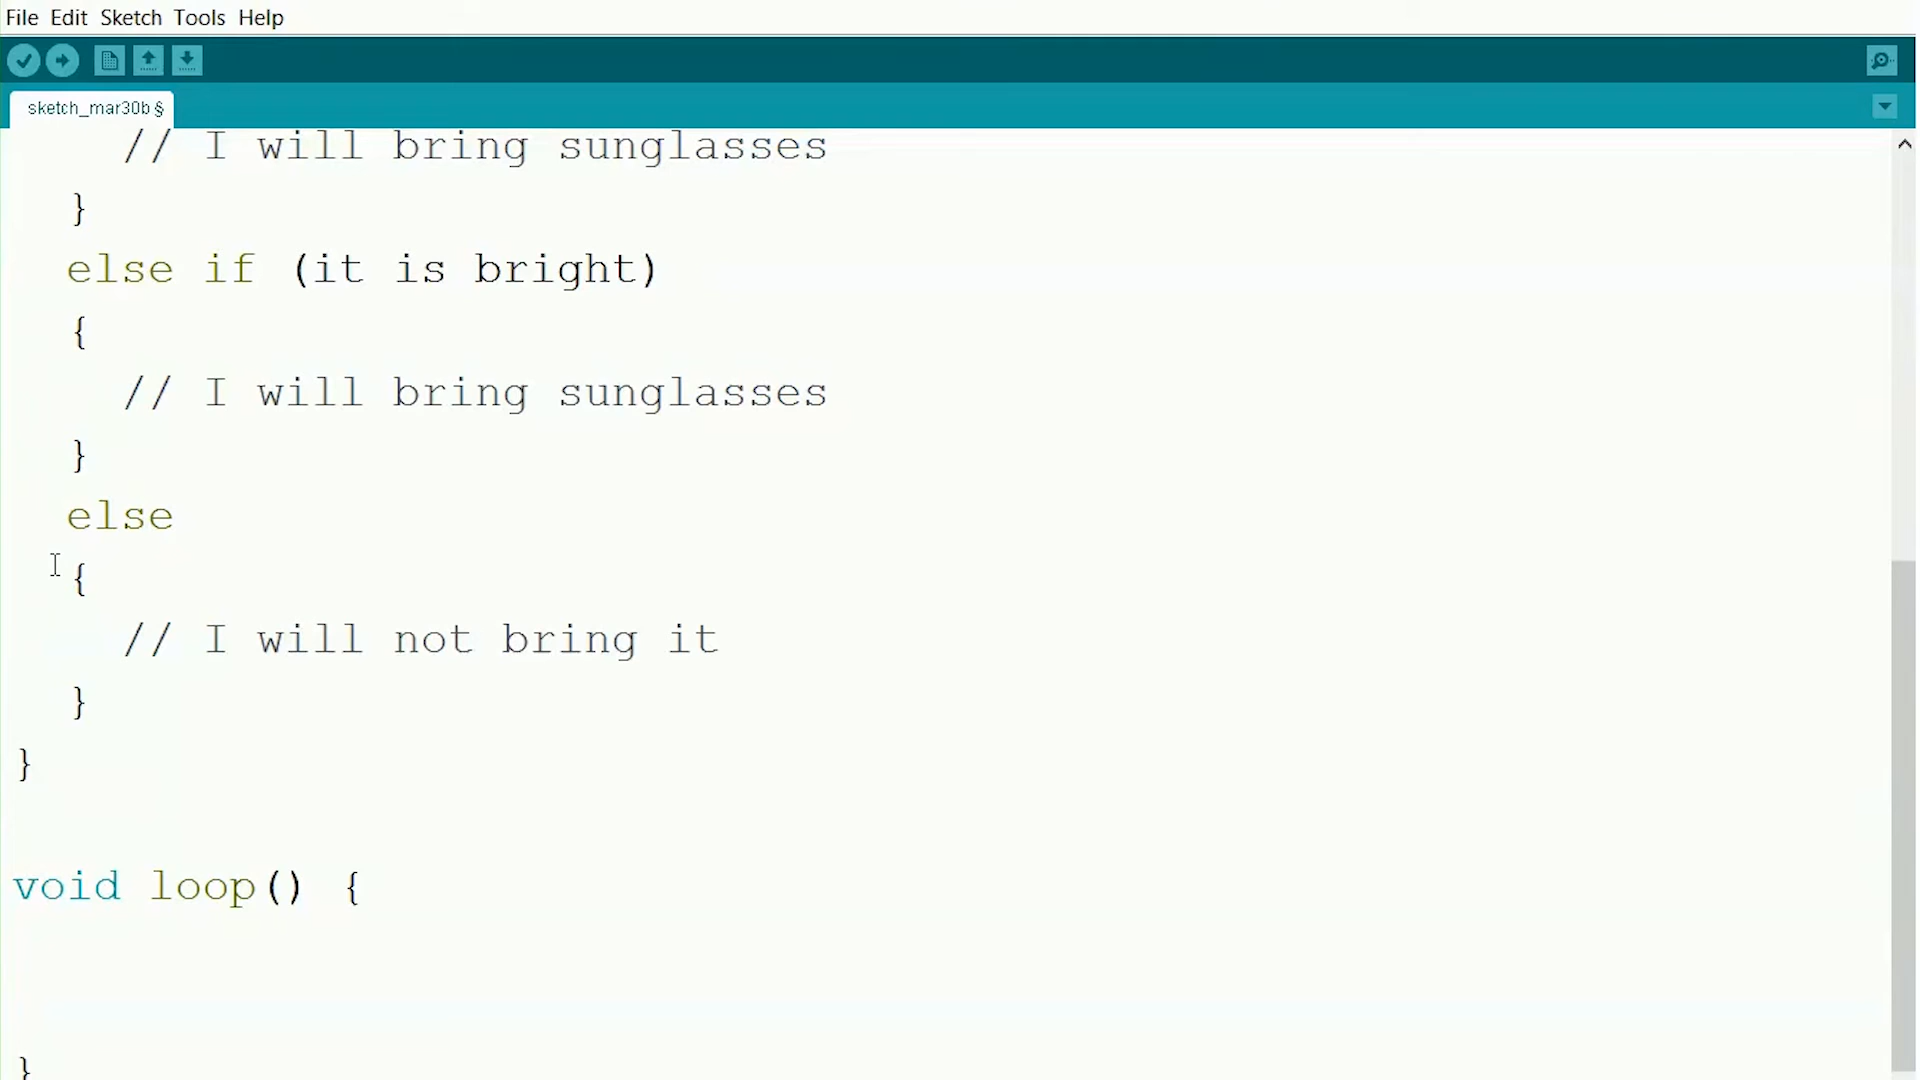 File Edit Sketch Tools Help
sketch_mar30b §
// I will bring sunglasses
}
else if (it is bright)
{
// I will bring sunglasses
}
else
{
// I will not bring it
}
}
void loop() {
}